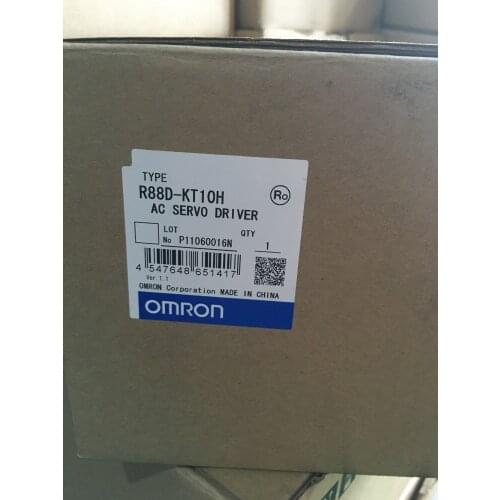 TYPE
R88D-KT10H
Ro
AC SERVO DRIVER
LOT QTY
No P11060016N 1
4 547648 651417
Ver.1.1
OMRON Corporation MADE IN CHINA
OMRON